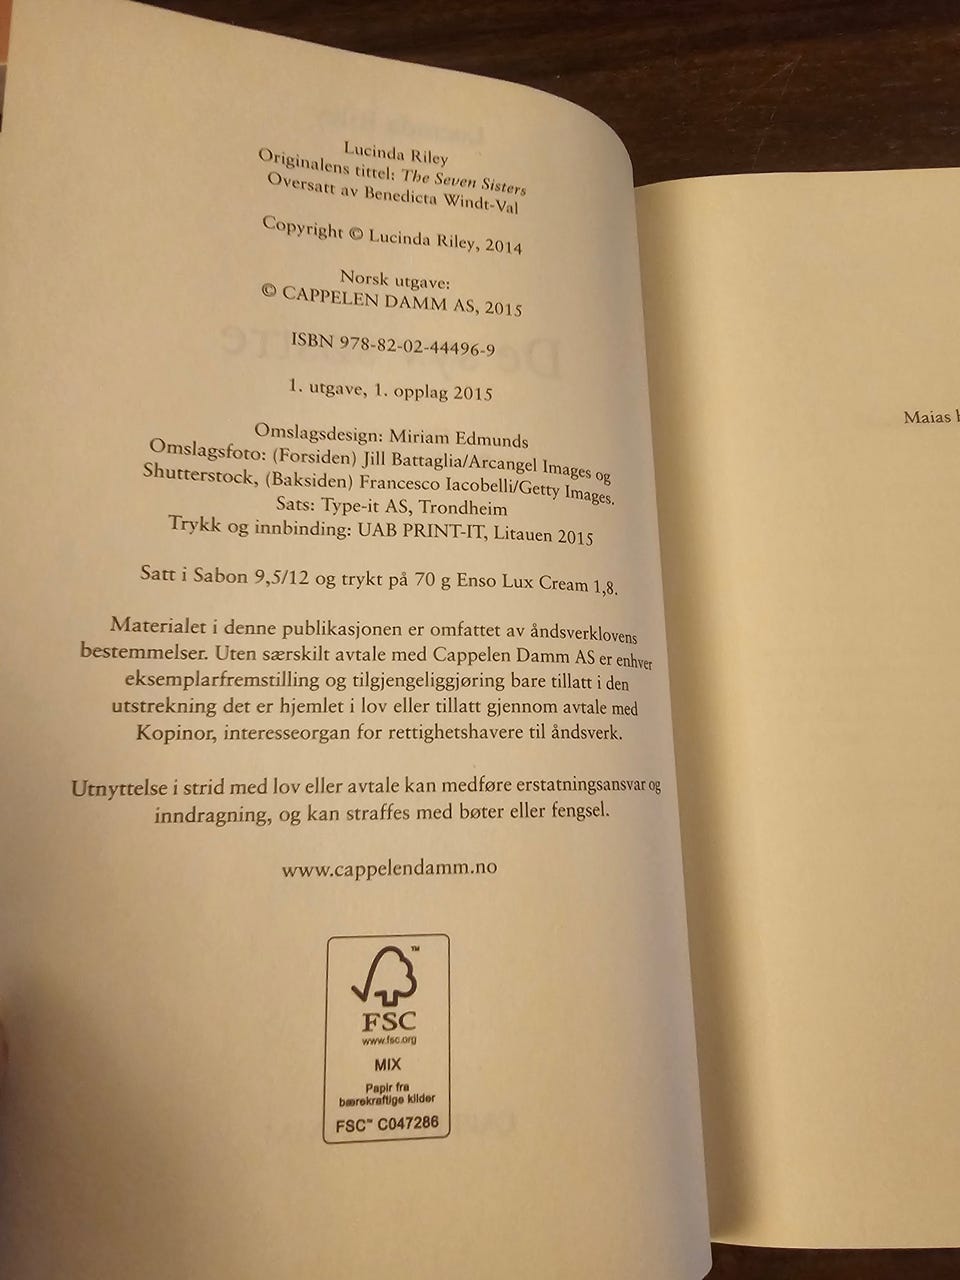 Lucinda Riley
Originalens tittel: The Seven Sisters
Oversatt av Benedicta Windt-Val
Copyright © Lucinda Riley, 2014
Norsk utgave:
© CAPPELEN DAMM AS, 2015
ISBN 978-82-02-44496-9
1. utgave, 1. opplag 2015
Omslagsdesign: Miriam Edmunds
Omslagsfoto: (Forsiden) Jill Battaglia/Arcangel Images og
Shutterstock, (Baksiden) Francesco Iacobelli/Getty Images.
Sats: Type-it AS, Trondheim
Trykk og innbinding: UAB PRINT-IT, Litauen 2015
Satt i Sabon 9,5/12 og trykt på 70 g Enso Lux Cream 1,8.
Materialet i denne publikasjonen er omfattet av åndsverklovens
bestemmelser. Uten særskilt avtale med Cappelen Damm AS er enhver
eksemplarfremstilling og tilgjengeliggjøring bare tillatt i den
utstrekning det er hjemlet i lov eller tillatt gjennom avtale med
Kopinor, interesseorgan for rettighetshavere til åndsverk.
Utnyttelse i strid med lov eller avtale kan medføre erstatningsansvar og
inndragning, og kan straffes med bøter eller fengsel.
www.cappelendamm.no
FSC
www.fsc.org
MIX
Papir fra
bærekraftige kilder
FSC™ C047286
Maias